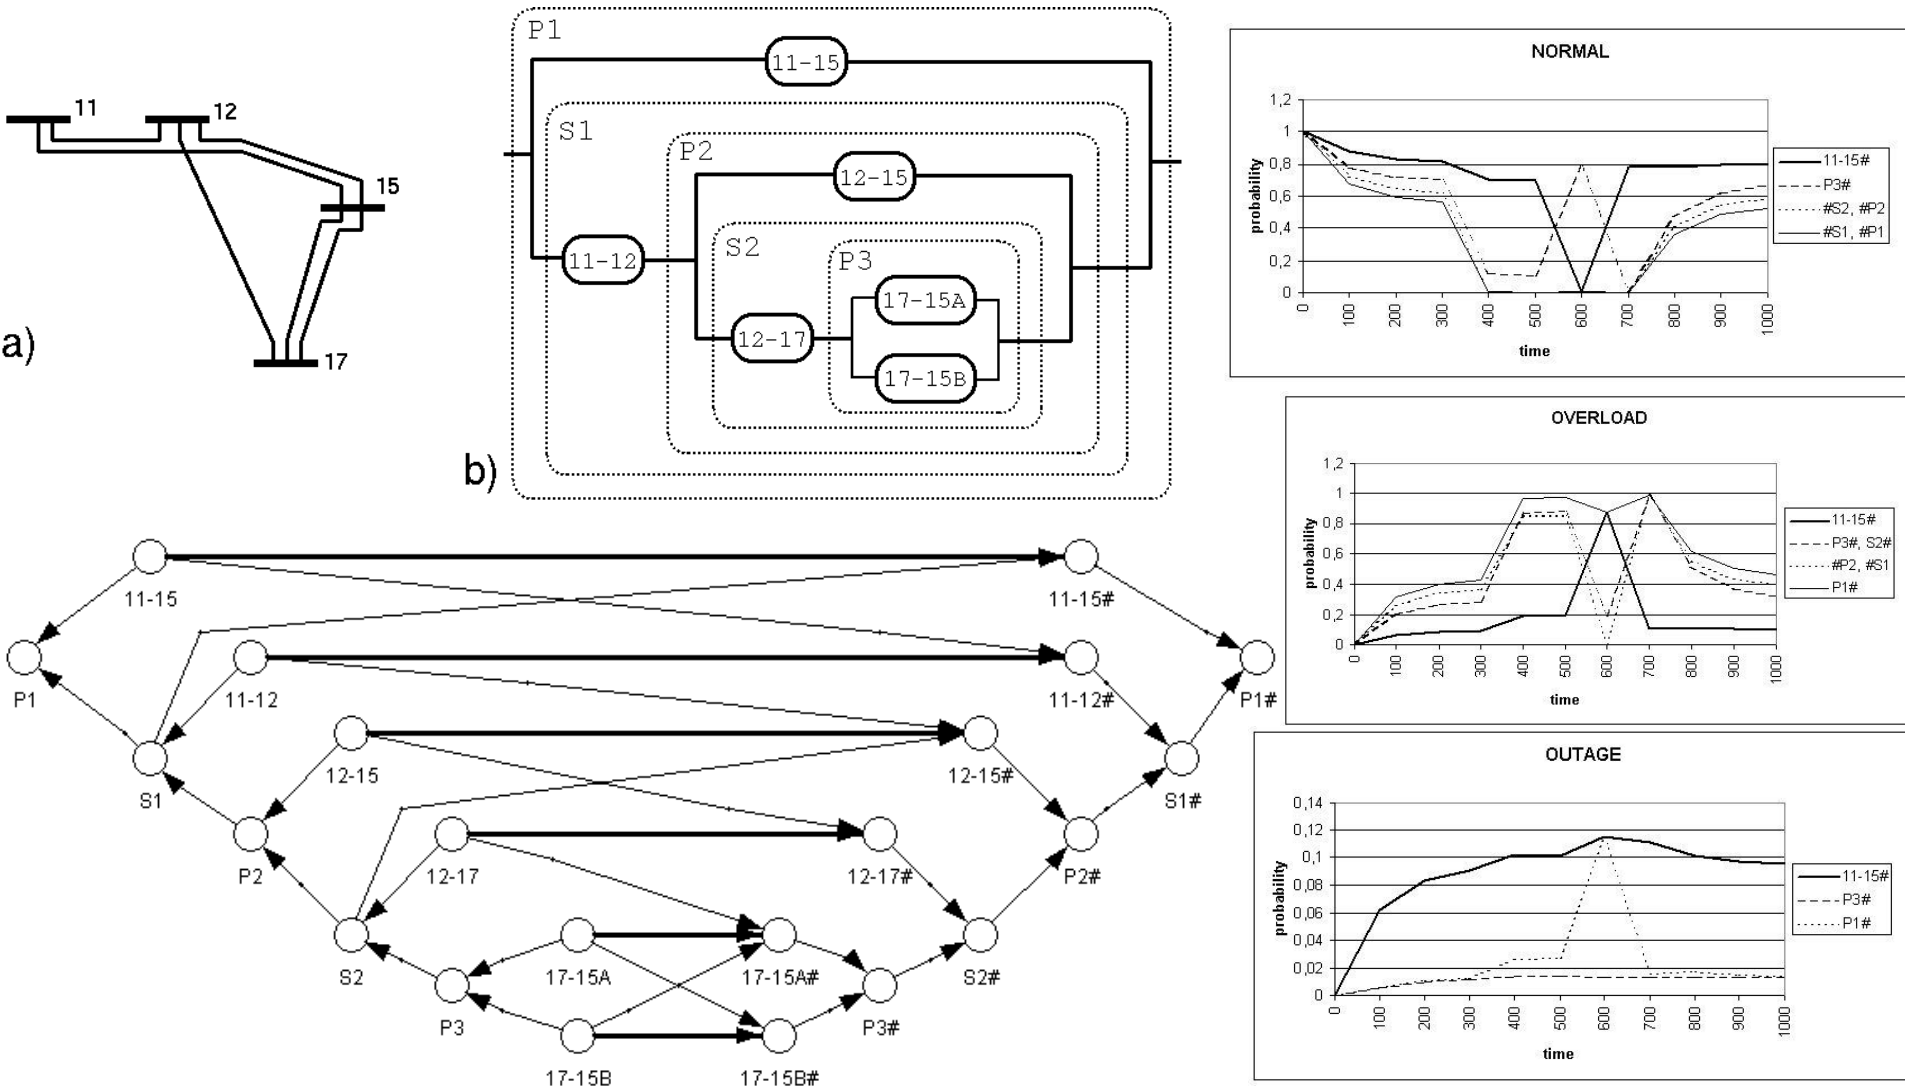 11
12
15
17
a)
P1
11-15
S1
P2
12-15
S2
11-12
P3
17-15A
12-17
17-15B
b)
11-15
11-15#
11-12
11-12#
P1
P1#
12-15
12-15#
S1
S1#
12-17
12-17#
P2
P2#
17-15A
17-15A#
S2
S2#
P3
P3#
17-15B
17-15B#
NORMAL
probability
1,2
1
0,8
0,6
0,4
0,2
0
0 100 200 300 400 500 600 700 800 900 1000
time
11-15#
P3#
#S2, #P2
#S1, #P1
OVERLOAD
probability
1,2
1
0,8
0,6
0,4
0,2
0
0 100 200 300 400 500 600 700 800 900 1000
time
11-15#
P3#, S2#
#P2, #S1
P1#
OUTAGE
probability
0,14
0,12
0,1
0,08
0,06
0,04
0,02
0
0 100 200 300 400 500 600 700 800 900 1000
time
11-15#
P3#
P1#